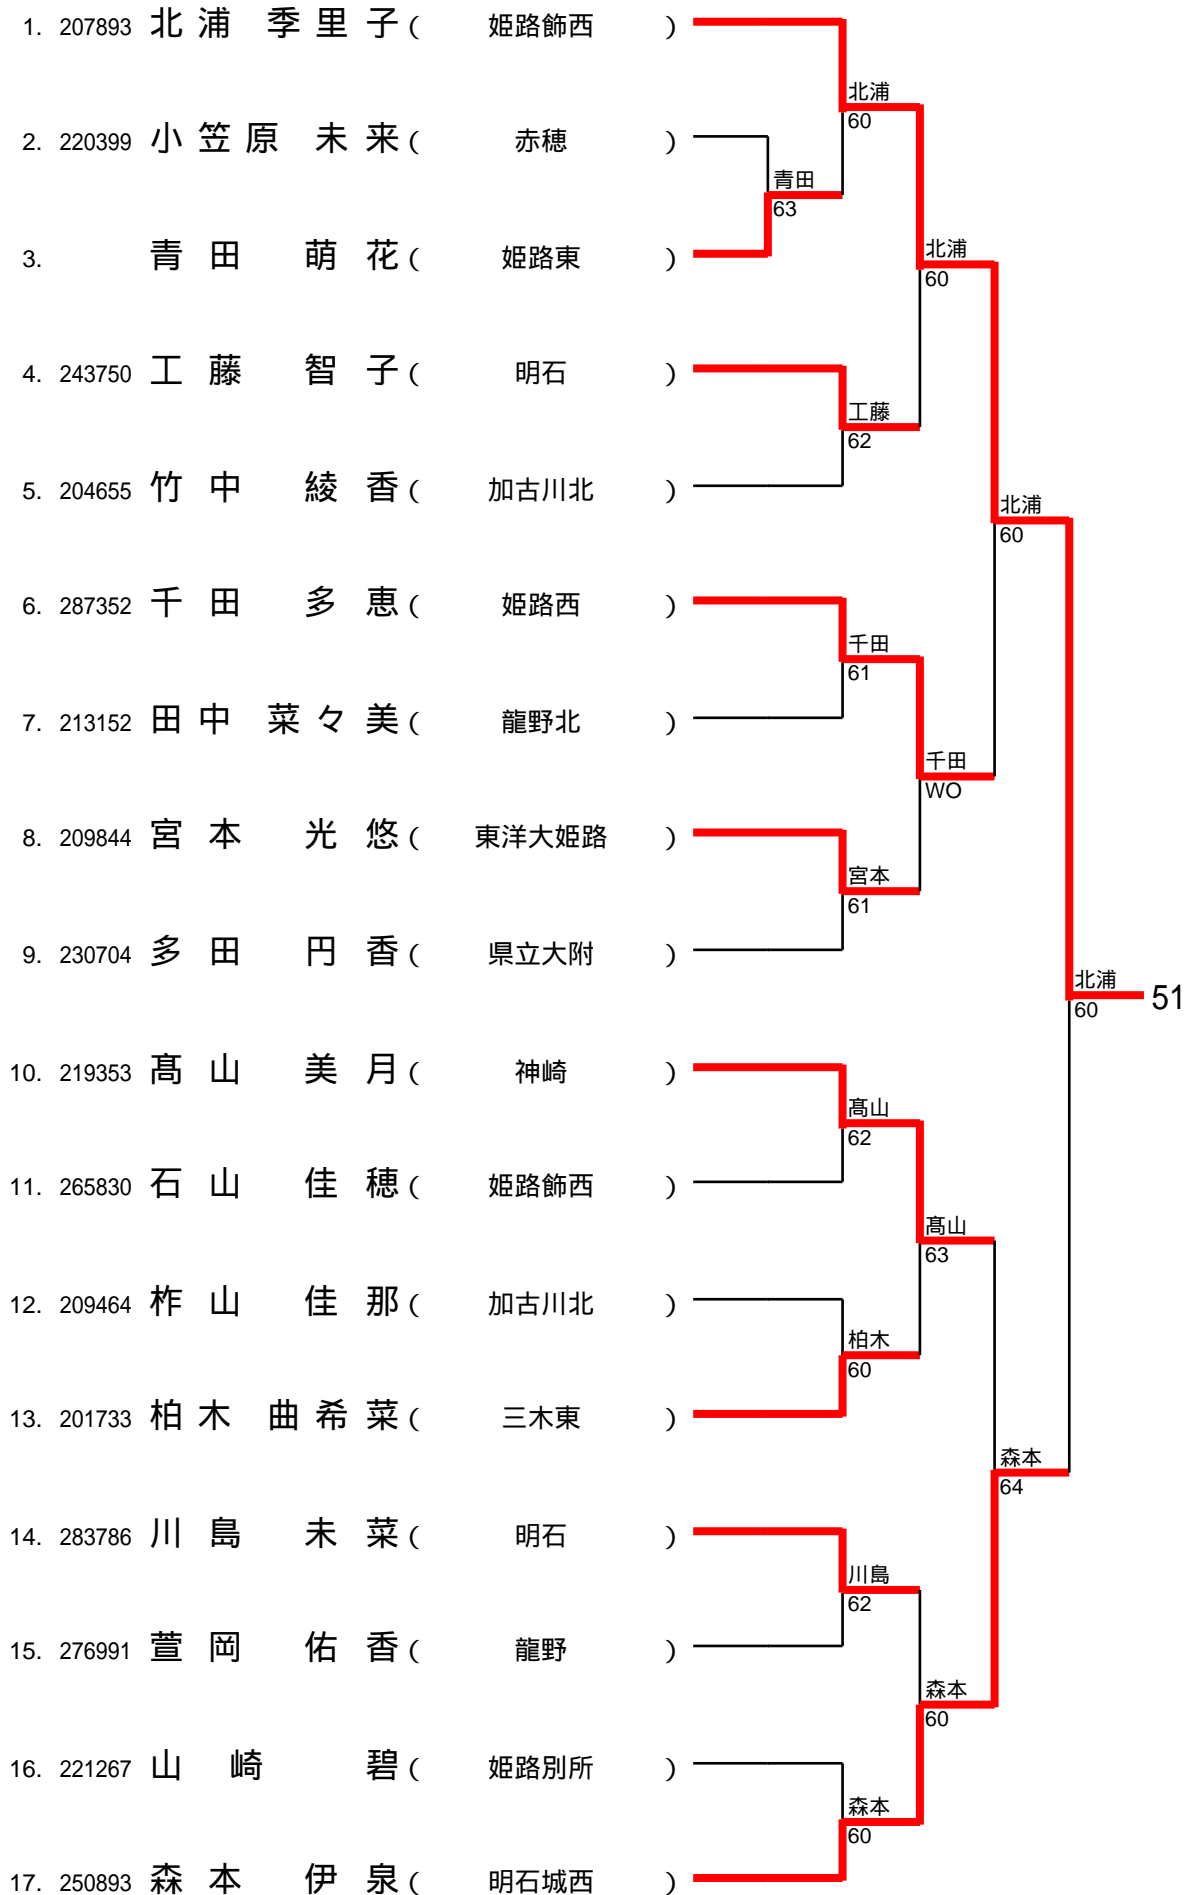 1. 207893 北浦 季里子( 姫路飾西 )
北浦
60
2. 220399 小笠原 未来( 赤穂 )
青田
63
3. 青田 萌花( 姫路東 )
北浦
60
4. 243750 工藤 智子( 明石 )
工藤
62
5. 204655 竹中 綾香( 加古川北 )
北浦
60
6. 287352 千田 多恵( 姫路西 )
千田
61
7. 213152 田中 菜々美( 龍野北 )
千田
WO
8. 209844 宮本 光悠( 東洋大姫路 )
宮本
61
9. 230704 多田 円香( 県立大附 )
北浦
60
51
10. 219353 髙山 美月( 神崎 )
髙山
62
11. 265830 石山 佳穂( 姫路飾西 )
髙山
63
12. 209464 柞山 佳那( 加古川北 )
柏木
60
13. 201733 柏木 曲希菜( 三木東 )
森本
64
14. 283786 川島 未菜( 明石 )
川島
62
15. 276991 萱岡 佑香( 龍野 )
森本
60
16. 221267 山崎 碧( 姫路別所 )
森本
60
17. 250893 森本 伊泉( 明石城西 )